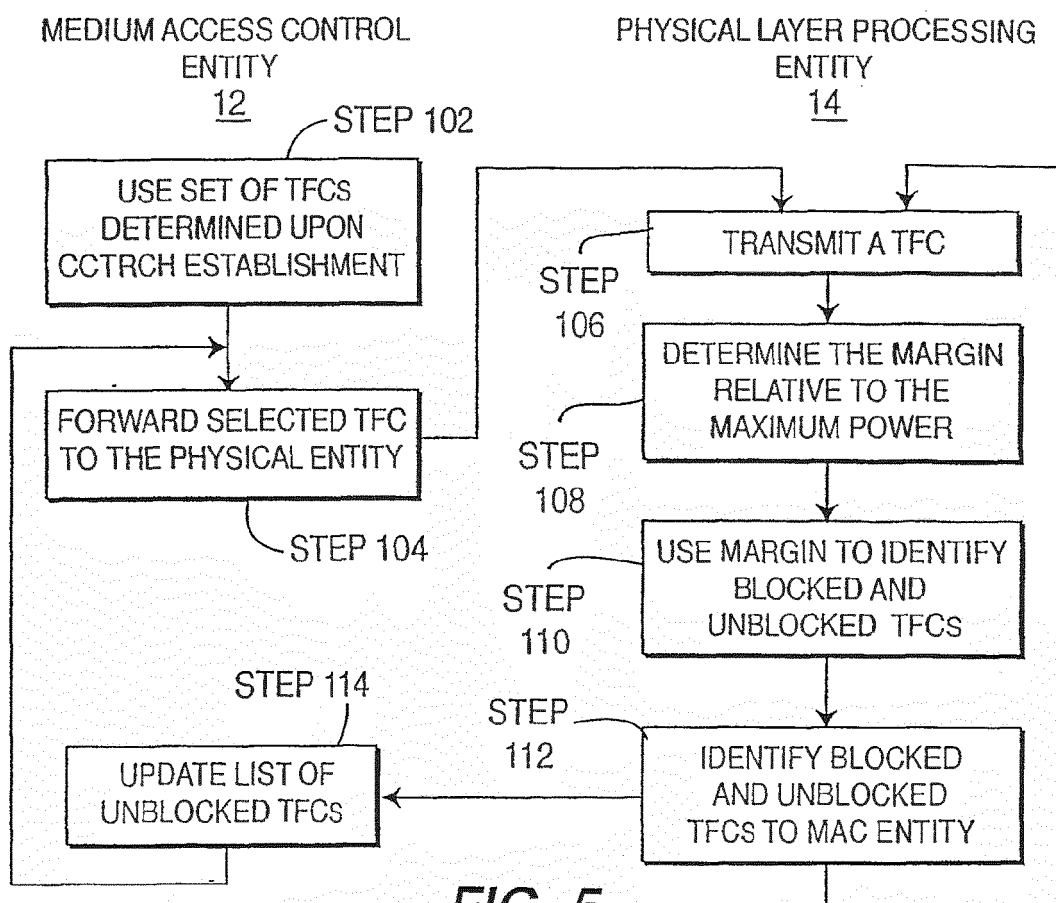 MEDIUM ACCESS CONTROL
ENTITY
12
PHYSICAL LAYER PROCESSING
ENTITY
14
STEP 102
USE SET OF TFCs
DETERMINED UPON
CCTRCH ESTABLISHMENT
TRANSMIT A TFC
STEP
106
DETERMINE THE MARGIN
RELATIVE TO THE
MAXIMUM POWER
STEP
108
FORWARD SELECTED TFC
TO THE PHYSICAL ENTITY
STEP 104
USE MARGIN TO IDENTIFY
BLOCKED AND
UNBLOCKED TFCs
STEP
110
STEP 114
UPDATE LIST OF
UNBLOCKED TFCs
STEP
112
IDENTIFY BLOCKED
AND UNBLOCKED
TFCs TO MAC ENTITY
FIG. 5